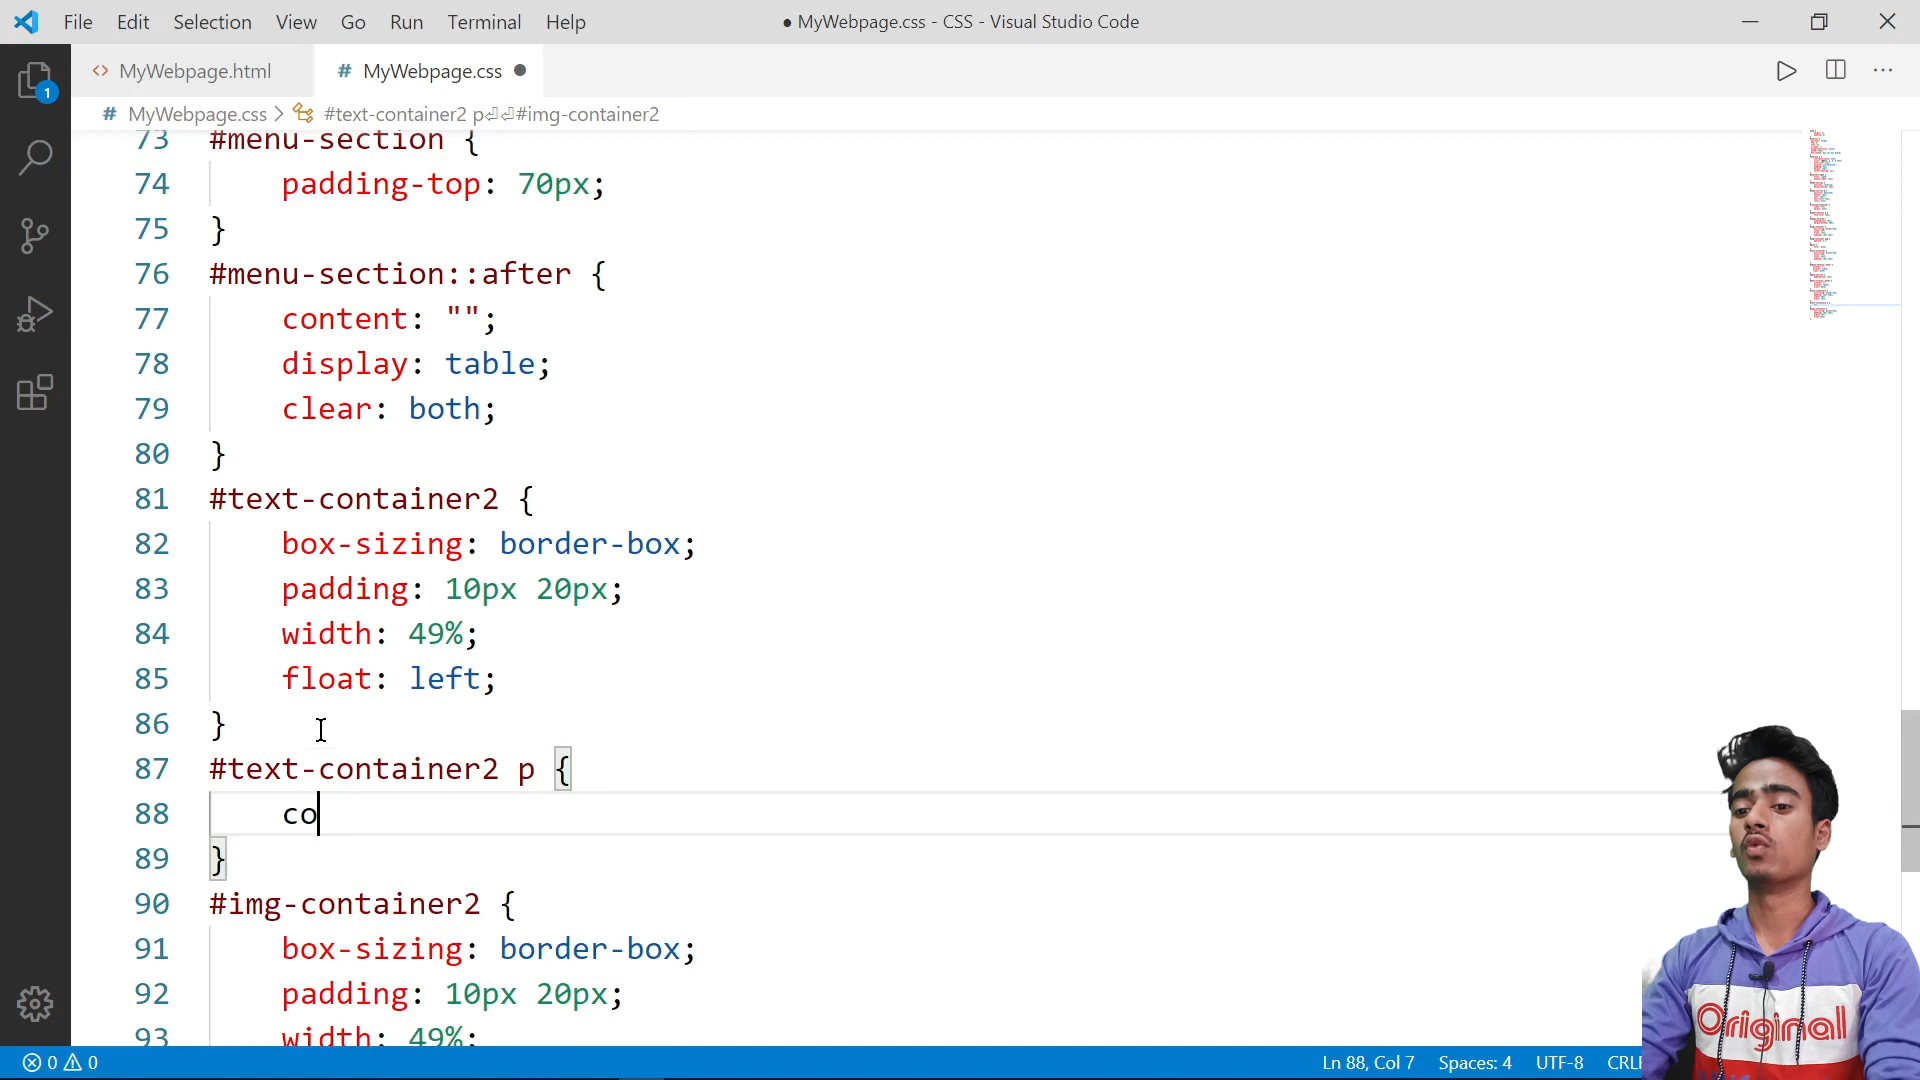 File Edit Selection View Go Run Terminal Help
● MyWebpage.css - CSS - Visual Studio Code
<> MyWebpage.html
# MyWebpage.css ●
1
# MyWebpage.css > #text-container2 p⏎⏎#img-container2
73 #menu-section {
74 padding-top: 70px;
75 }
76 #menu-section::after {
77 content: "";
78 display: table;
79 clear: both;
80 }
81 #text-container2 {
82 box-sizing: border-box;
83 padding: 10px 20px;
84 width: 49%;
85 float: left;
86 }
87 #text-container2 p {
88 co
89 }
90 #img-container2 {
91 box-sizing: border-box;
92 padding: 10px 20px;
93 width: 49%;
Original
0 0
Ln 88, Col 7 Spaces: 4 UTF-8 CRLF